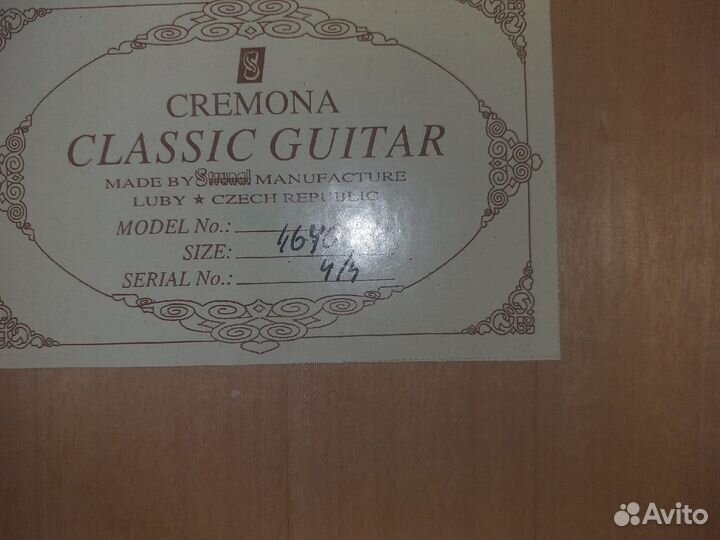 S
CREMONA
CLASSIC GUITAR
MADE BY Strunal MANUFACTURE
LUBY ★ CZECH REPUBLIC
MODEL No.:
SIZE:
SERIAL No.: 4/4
Avito